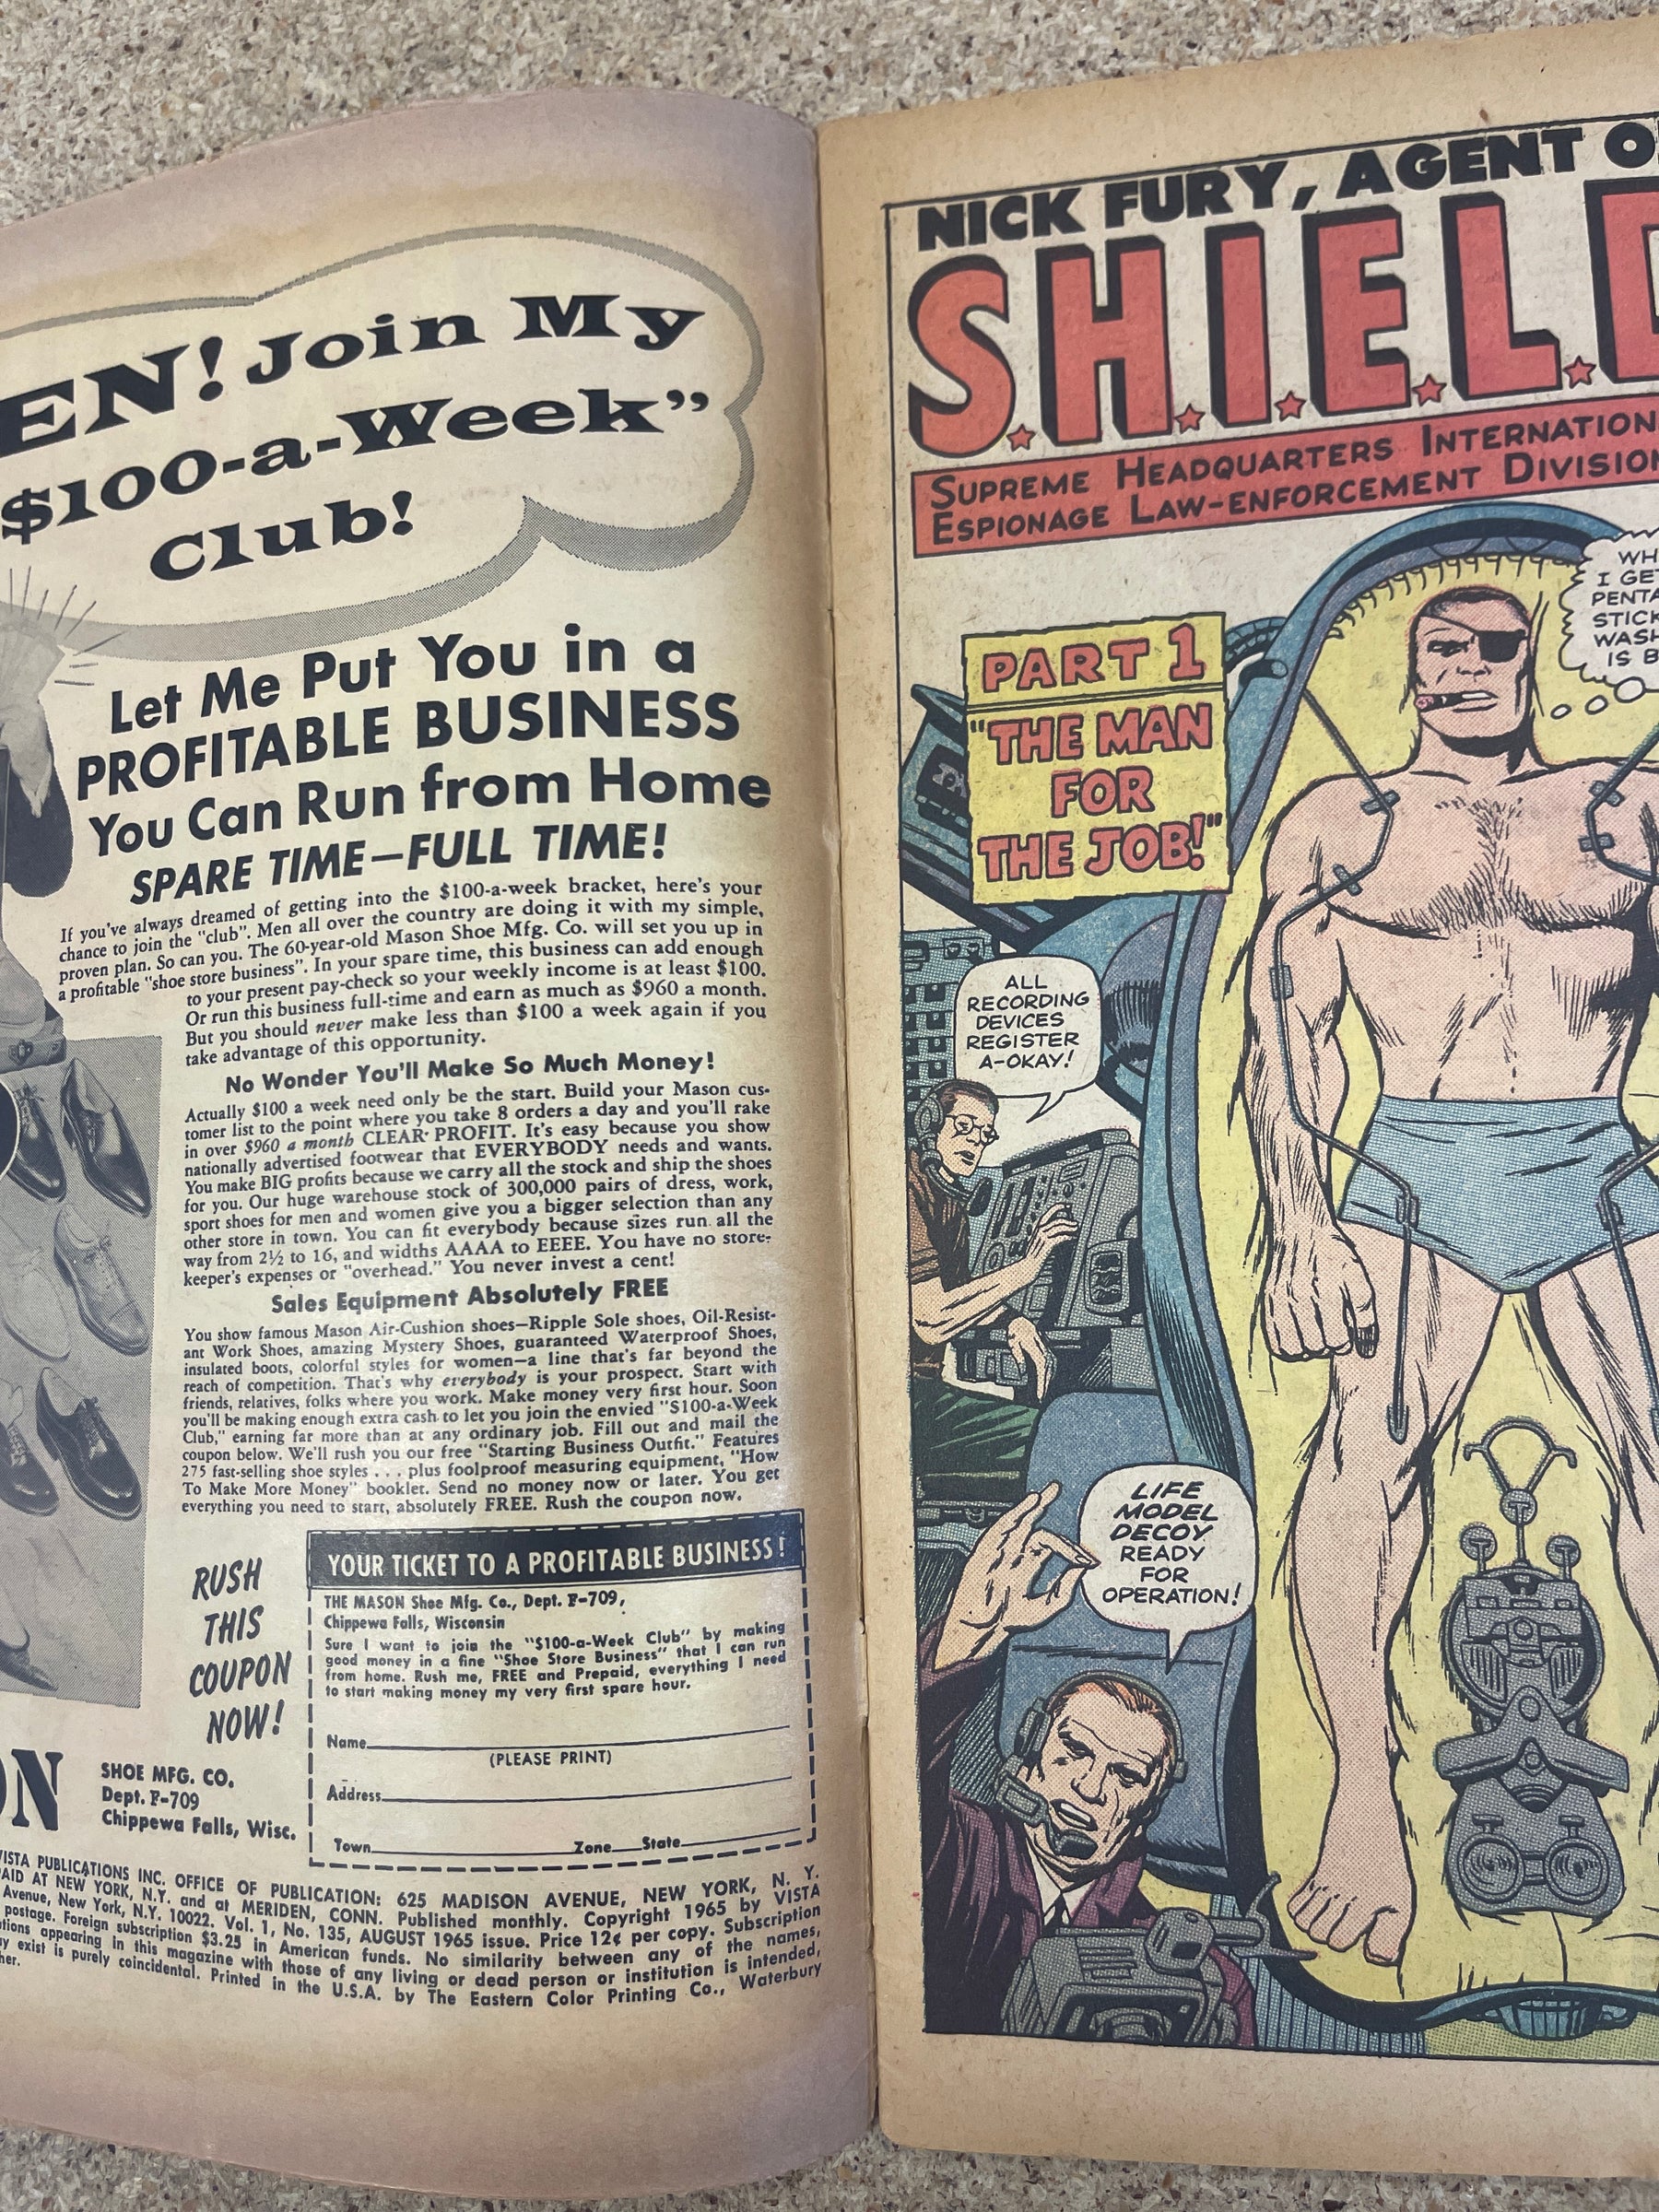 EN! Join My
$100-a-Week"
Club!
Let Me Put You in a
PROFITABLE BUSINESS
You Can Run from Home
SPARE TIME—FULL TIME!
If you've always dreamed of getting into the $100-a-week bracket, here's your
chance to join the "club". Men all over the country are doing it with my simple,
proven plan. So can you. The 60-year-old Mason Shoe Mfg. Co. will set you up in
a profitable "shoe store business". In your spare time, this business can add enough
to your present pay-check so your weekly income is at least $100.
Or run this business full-time and earn as much as $960 a month.
But you should never make less than $100 a week again if you
take advantage of this opportunity.
No Wonder You'll Make So Much Money!
Actually $100 a week need only be the start. Build your Mason cus-
tomer list to the point where you take 8 orders a day and you'll rake
in over $960 a month CLEAR PROFIT. It's easy because you show
nationally advertised footwear that EVERYBODY needs and wants.
You make BIG profits because we carry all the stock and ship the shoes
for you. Our huge warehouse stock of 300,000 pairs of dress, work,
sport shoes for men and women give you a bigger selection than any
other store in town. You can fit everybody because sizes run all the
way from 2½ to 16, and widths AAAA to EEEE. You have no store-
keeper's expenses or "overhead." You never invest a cent!
Sales Equipment Absolutely FREE
You show famous Mason Air-Cushion shoes—Ripple Sole shoes, Oil-Resist-
ant Work Shoes, amazing Mystery Shoes, guaranteed Waterproof Shoes,
insulated boots, colorful styles for women—a line that's far beyond the
reach of competition. That's why everybody is your prospect. Start with
friends, relatives, folks where you work. Make money very first hour. Soon
you'll be making enough extra cash to let you join the envied "$100-a-Week
Club," earning far more than at any ordinary job. Fill out and mail the
coupon below. We'll rush you our free "Starting Business Outfit." Features
275 fast-selling shoe styles . . . plus foolproof measuring equipment, "How
To Make More Money" booklet. Send no money now or later. You get
everything you need to start, absolutely FREE. Rush the coupon now.
RUSH
THIS
COUPON
NOW!
YOUR TICKET TO A PROFITABLE BUSINESS!
THE MASON Shoe Mfg. Co., Dept. F-709,
Chippewa Falls, Wisconsin
Sure I want to join the "$100-a-Week Club" by making
good money in a fine "Shoe Store Business" that I can run
from home. Rush me, FREE and Prepaid, everything I need
to start making money my very first spare hour.
Name
(PLEASE PRINT)
Address
Town Zone State
ON
SHOE MFG. CO.
Dept. F-709
Chippewa Falls, Wisc.
VISTA PUBLICATIONS INC. OFFICE OF PUBLICATION: 625 MADISON AVENUE, NEW YORK, N. Y.
AID AT NEW YORK, N.Y. and at MERIDEN, CONN. Published monthly. Copyright 1965 by VISTA
Avenue, New York, N.Y. 10022. Vol. 1, No. 135, AUGUST 1965 issue. Price 12¢ per copy. Subscription
postage. Foreign subscription $3.25 in American funds. No similarity between any of the names,
tions appearing in this magazine with those of any living or dead person or institution is intended,
y exist is purely coincidental. Printed in the U.S.A. by The Eastern Color Printing Co., Waterbury
her.
NICK FURY, AGENT O
S.H.I.E.L.D
SUPREME HEADQUARTERS INTERNATION
ESPIONAGE LAW-ENFORCEMENT DIVISION
WH
I GET
PENTA
STICK
WASH
IS B
PART 1
"THE MAN
FOR
THE JOB!"
ALL
RECORDING
DEVICES
REGISTER
A-OKAY!
LIFE
MODEL
DECOY
READY
FOR
OPERATION!